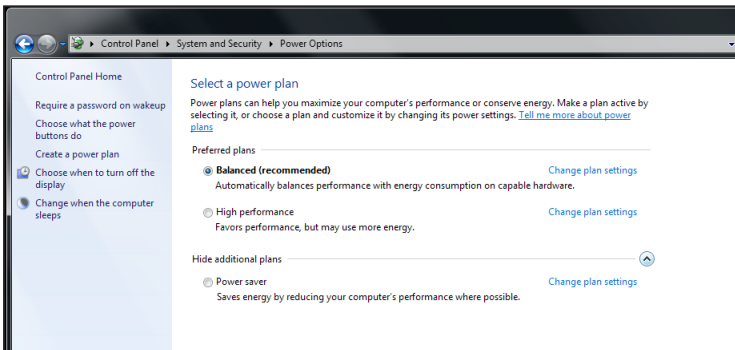 Control Panel ▸ System and Security ▸ Power Options
Control Panel Home
Require a password on wakeup
Choose what the power
buttons do
Create a power plan
Choose when to turn off the
display
Change when the computer
sleeps
Select a power plan
Power plans can help you maximize your computer's performance or conserve energy. Make a plan active by
selecting it, or choose a plan and customize it by changing its power settings. Tell me more about power
plans
Preferred plans
Balanced (recommended) Change plan settings
Automatically balances performance with energy consumption on capable hardware.
High performance Change plan settings
Favors performance, but may use more energy.
Hide additional plans
Power saver Change plan settings
Saves energy by reducing your computer's performance where possible.